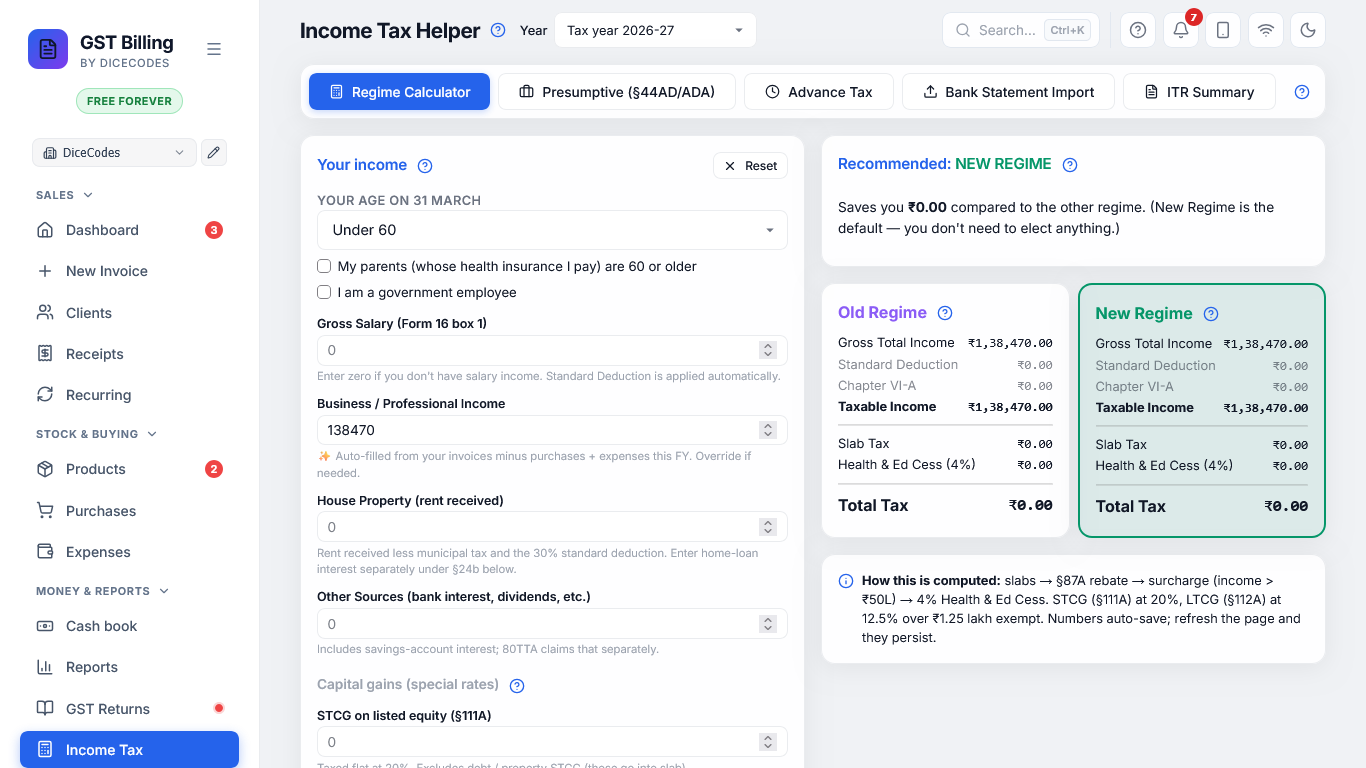 GST Billing
BY DICECODES
FREE FOREVER
DiceCodes
SALES
Dashboard 3
New Invoice
Clients
Receipts
Recurring
STOCK & BUYING
Products 2
Purchases
Expenses
MONEY & REPORTS
Cash book
Reports
GST Returns
Income Tax
Income Tax Helper
Year
Tax year 2026-27
Search... Ctrl+K
7
Regime Calculator
Presumptive (§44AD/ADA)
Advance Tax
Bank Statement Import
ITR Summary
Your income
Reset
YOUR AGE ON 31 MARCH
Under 60
My parents (whose health insurance I pay) are 60 or older
I am a government employee
Gross Salary (Form 16 box 1)
0
Enter zero if you don't have salary income. Standard Deduction is applied automatically.
Business / Professional Income
138470
✨ Auto-filled from your invoices minus purchases + expenses this FY. Override if
needed.
House Property (rent received)
0
Rent received less municipal tax and the 30% standard deduction. Enter home-loan
interest separately under §24b below.
Other Sources (bank interest, dividends, etc.)
0
Includes savings-account interest; 80TTA claims that separately.
Capital gains (special rates)
STCG on listed equity (§111A)
0
Taxed flat at 20%. Excludes debt / property STCG (those go into slab).
Recommended: NEW REGIME
Saves you ₹0.00 compared to the other regime. (New Regime is the
default — you don't need to elect anything.)
Old Regime
Gross Total Income ₹1,38,470.00
Standard Deduction ₹0.00
Chapter VI-A ₹0.00
Taxable Income ₹1,38,470.00
Slab Tax ₹0.00
Health & Ed Cess (4%) ₹0.00
Total Tax ₹0.00
New Regime
Gross Total Income ₹1,38,470.00
Standard Deduction ₹0.00
Chapter VI-A ₹0.00
Taxable Income ₹1,38,470.00
Slab Tax ₹0.00
Health & Ed Cess (4%) ₹0.00
Total Tax ₹0.00
How this is computed: slabs → §87A rebate → surcharge (income >
₹50L) → 4% Health & Ed Cess. STCG (§111A) at 20%, LTCG (§112A) at
12.5% over ₹1.25 lakh exempt. Numbers auto-save; refresh the page and
they persist.